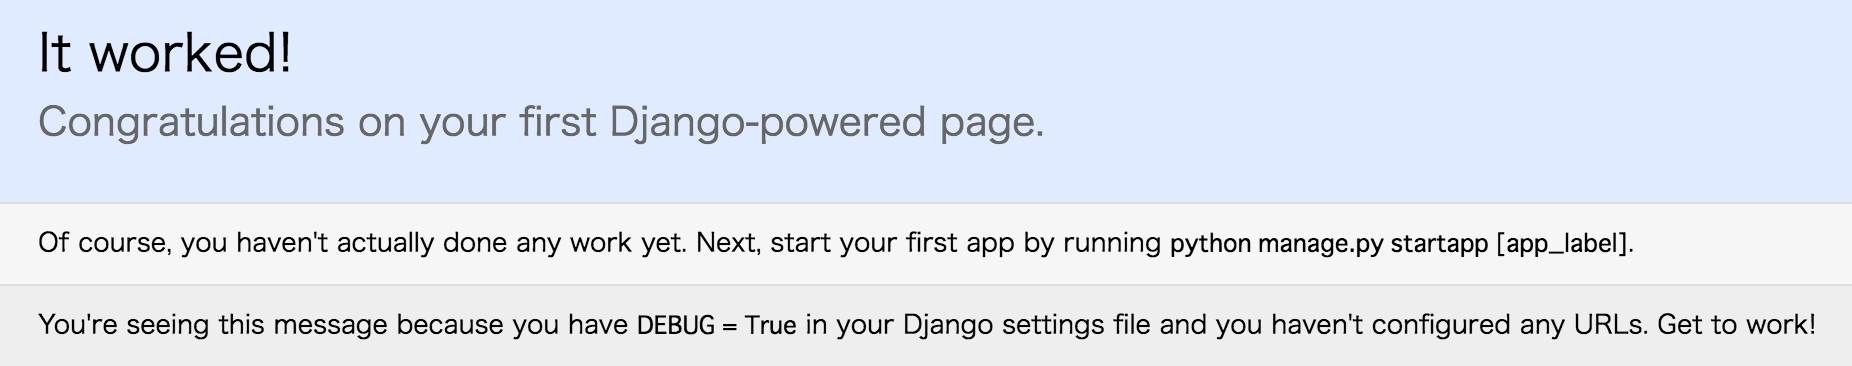 It worked!
Congratulations on your first Django-powered page.
Of course, you haven't actually done any work yet. Next, start your first app by running python manage.py startapp [app_label].
You're seeing this message because you have DEBUG = True in your Django settings file and you haven't configured any URLs. Get to work!